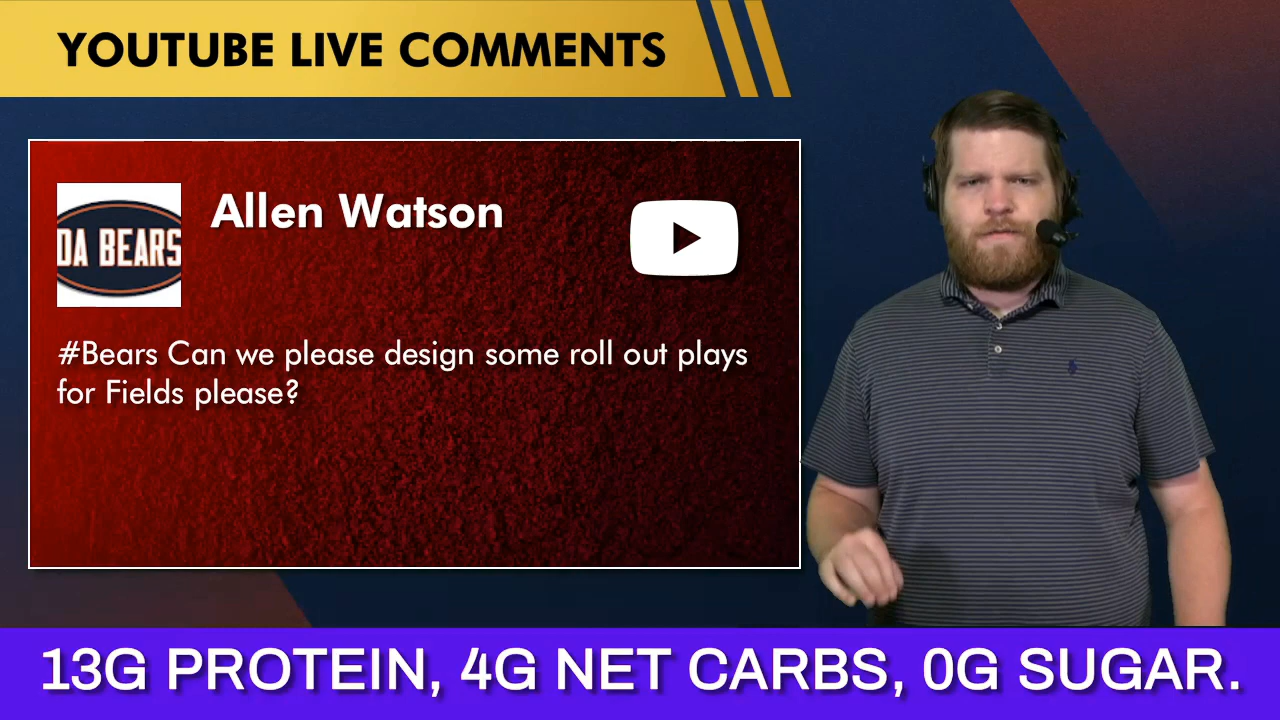 YOUTUBE LIVE COMMENTS
DA BEARS
Allen Watson
#Bears Can we please design some roll out plays
for Fields please?
13G PROTEIN, 4G NET CARBS, 0G SUGAR.